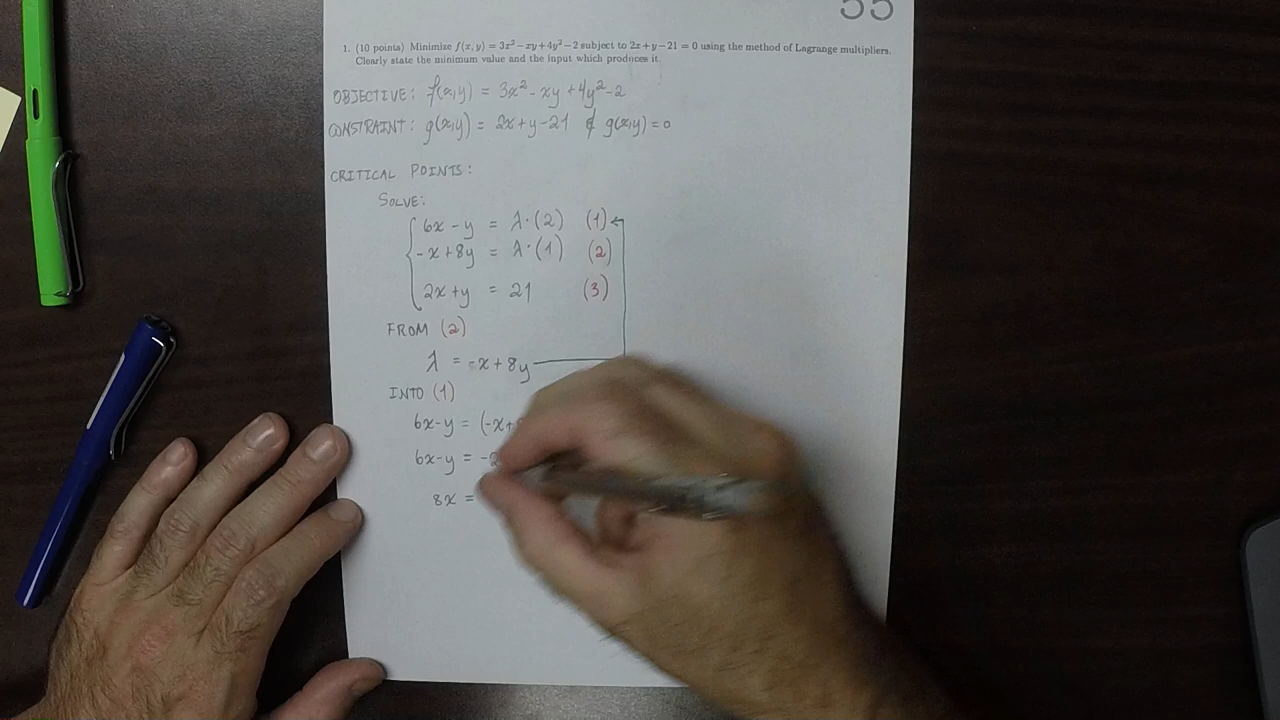 55
1. (10 points) Minimize f(x, y) = 3x² − xy + 4y² − 2 subject to 2x + y − 21 = 0 using the method of Lagrange multipliers.
Clearly state the minimum value and the input which produces it.
OBJECTIVE: f(x,y) = 3x² - xy + 4y² - 2
CONSTRAINT: g(x,y) = 2x + y - 21 & g(x,y) = 0
CRITICAL POINTS:
SOLVE:
6x - y = λ·(2) (1)
-x + 8y = λ·(1) (2)
2x + y = 21 (3)
FROM (2)
λ = -x + 8y
INTO (1)
6x - y = (-x +
6x - y = -2
8x =